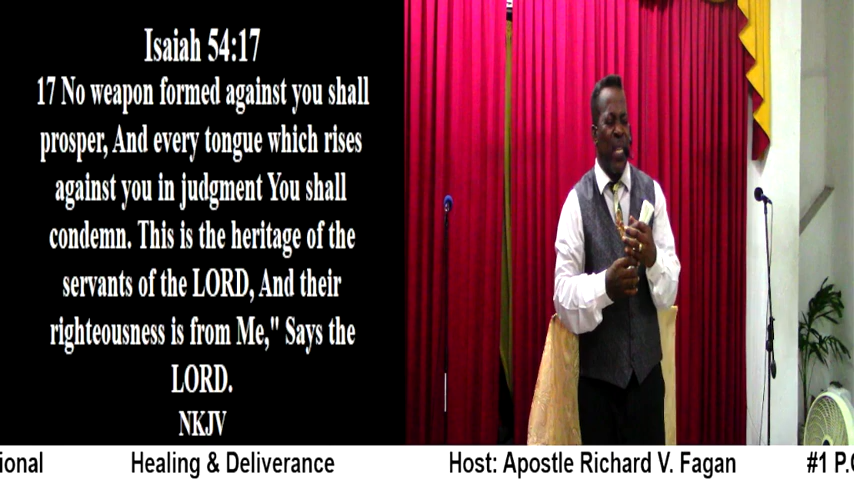 Isaiah 54:17
17 No weapon formed against you shall
prosper, And every tongue which rises
against you in judgment You shall
condemn. This is the heritage of the
servants of the LORD, And their
righteousness is from Me," Says the
LORD.
NKJV
ional Healing & Deliverance Host: Apostle Richard V. Fagan #1 P.O